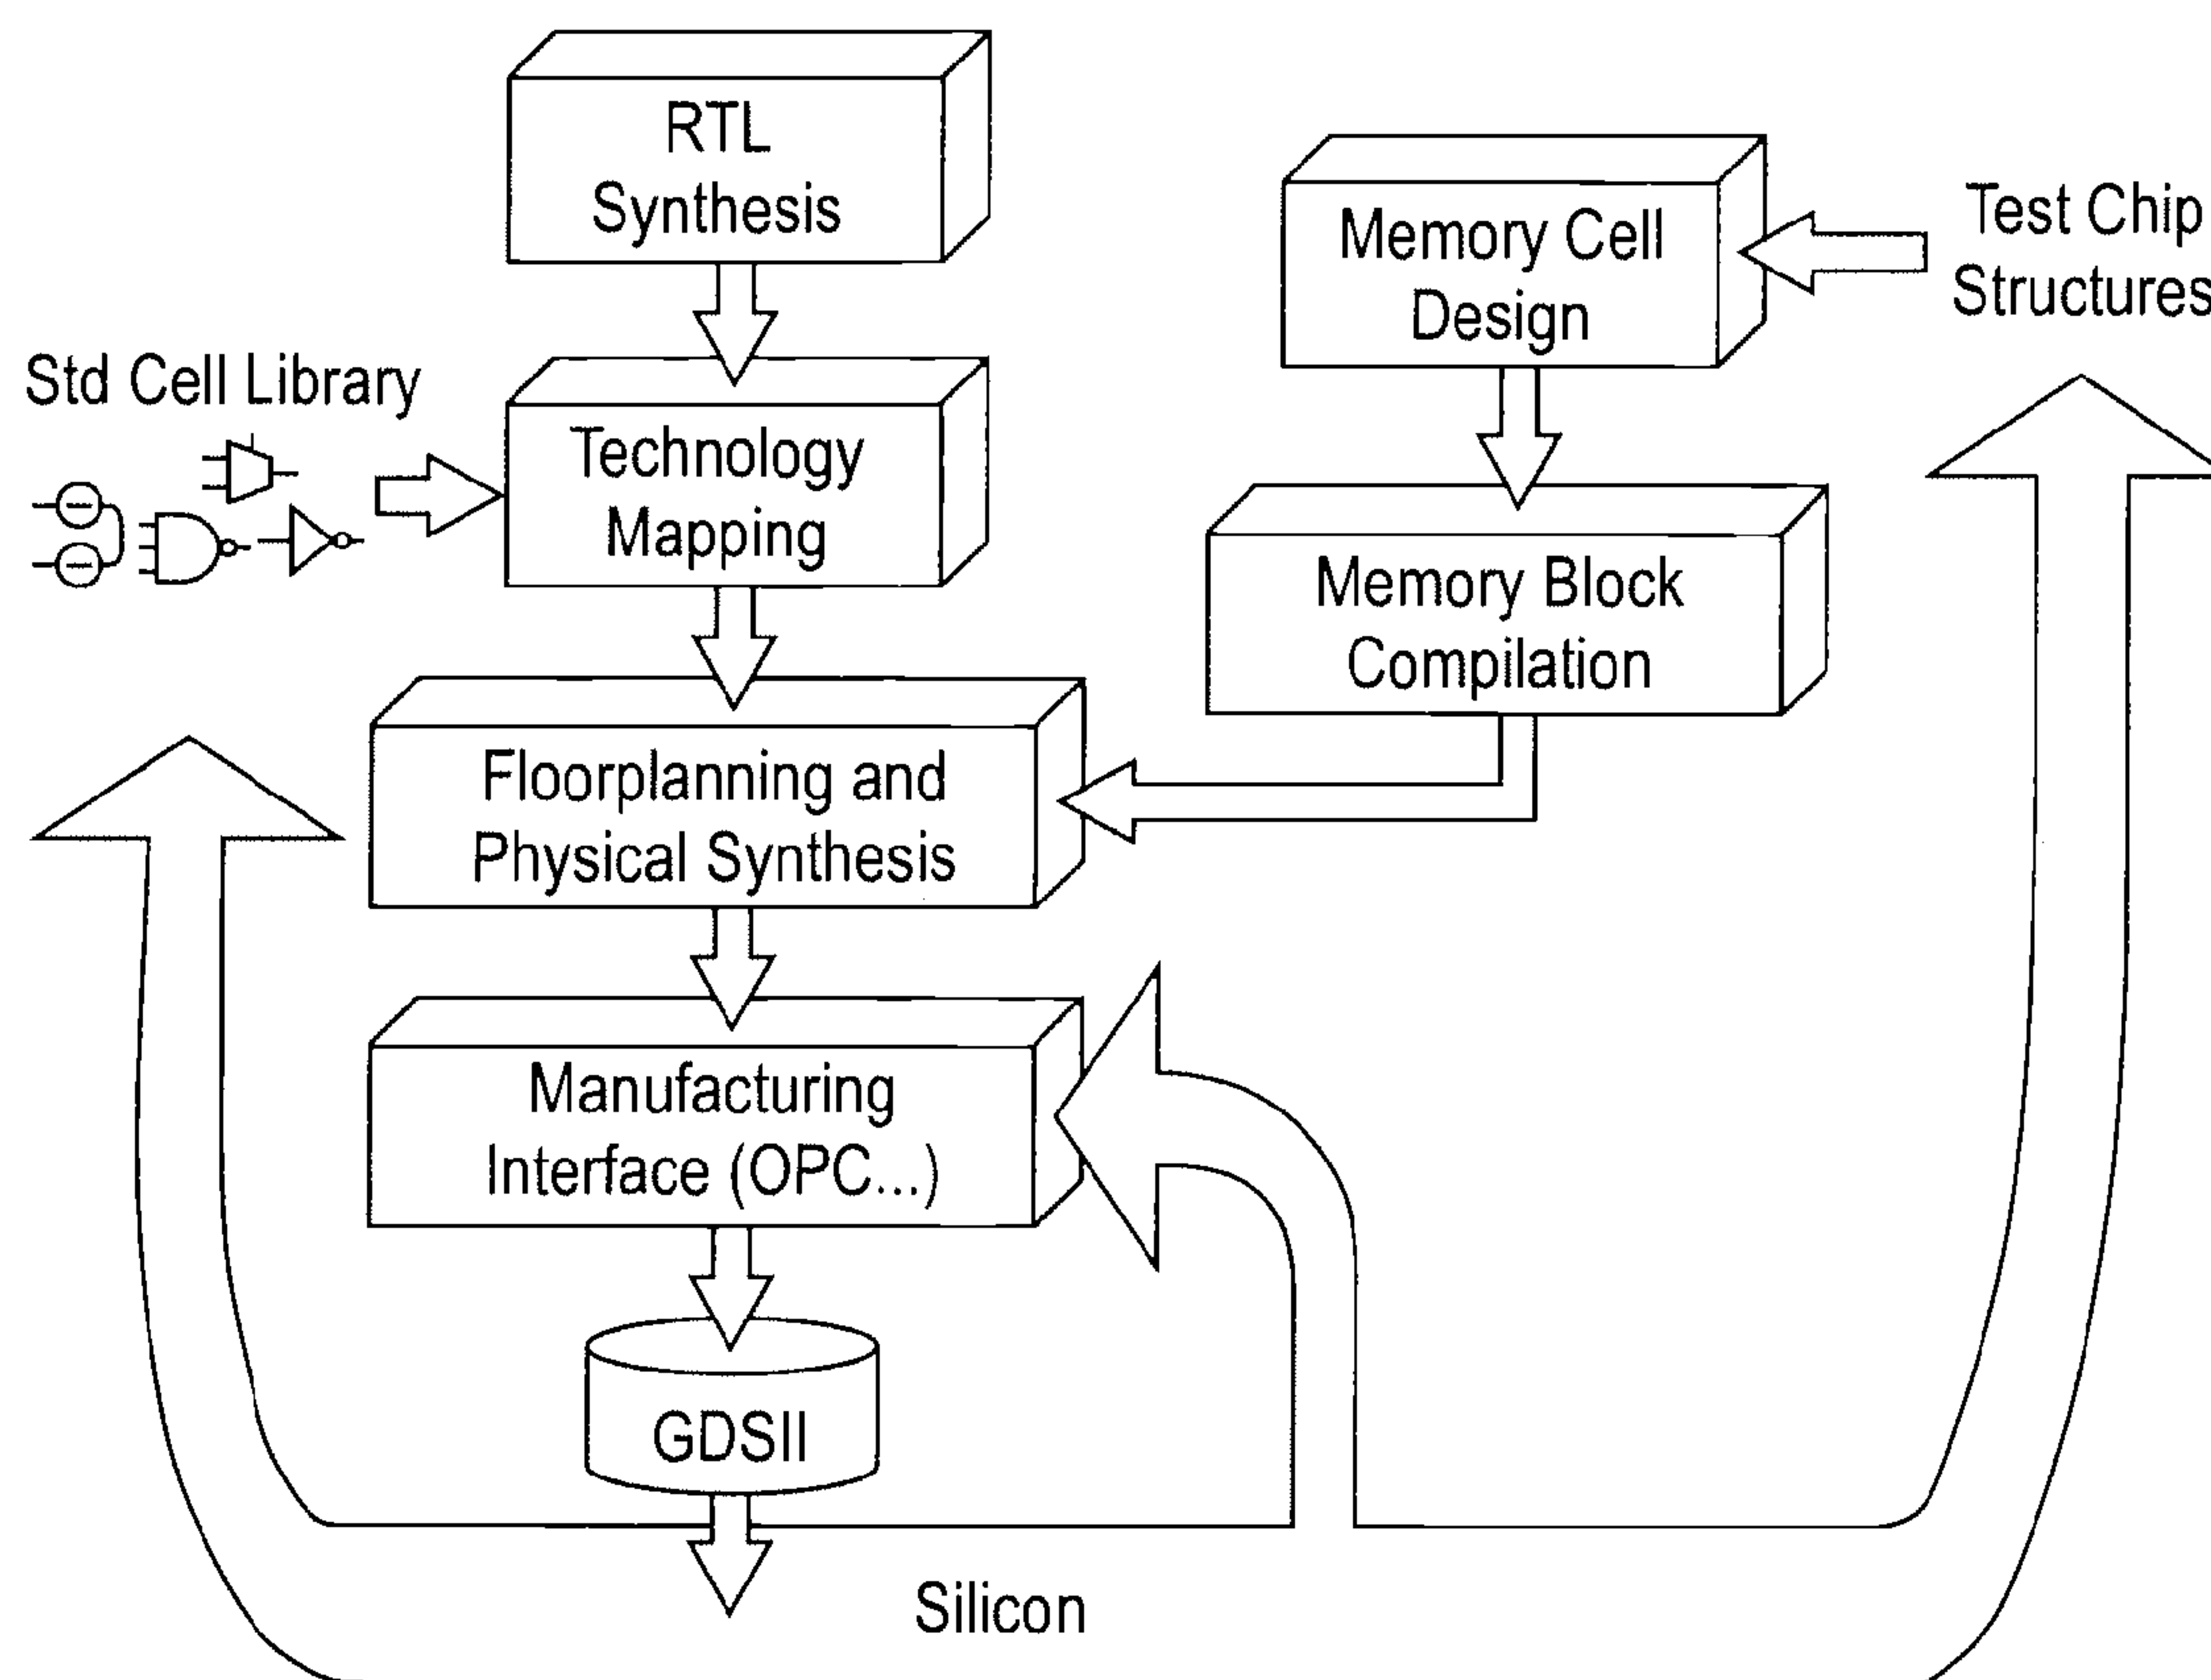 RTL
Synthesis
Memory Cell
Design
Test Chip
Structures
Std Cell Library
Technology
Mapping
Memory Block
Compilation
Floorplanning and
Physical Synthesis
Manufacturing
Interface (OPC...)
GDSII
Silicon